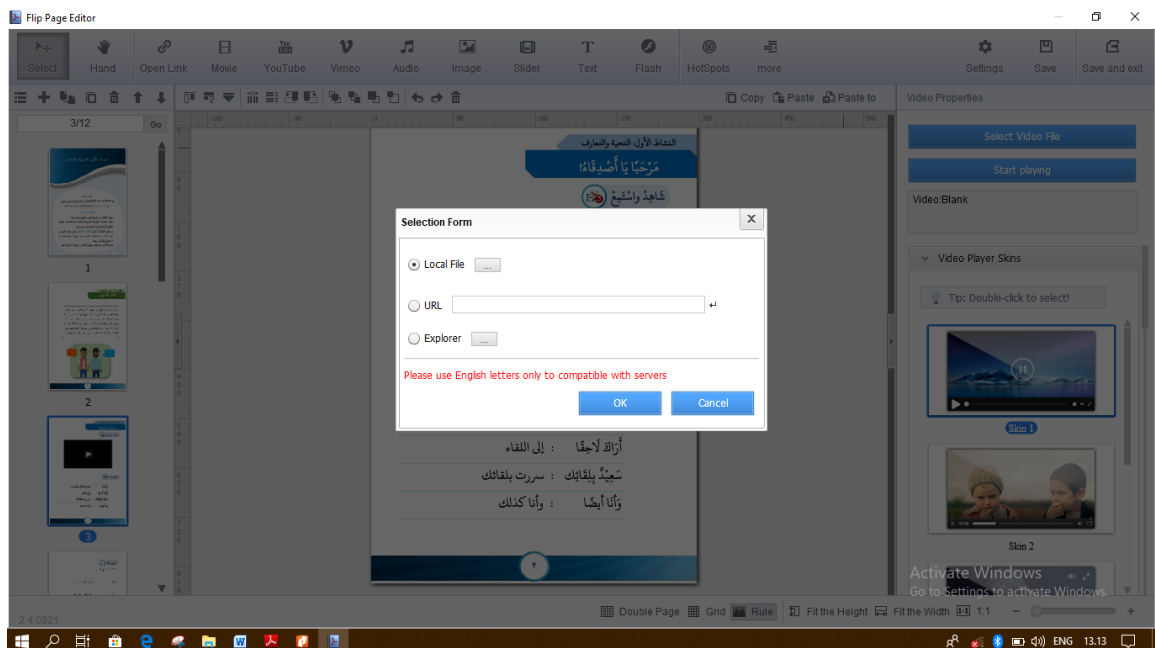 Flip Page Editor
Select Hand Open Link Movie YouTube Vimeo Audio Image Slider Text Flash HotSpots more Settings Save Save and exit
Copy Paste Paste to
Video Properties
3/12 Go
Select Video File
Start playing
Video:Blank
Video Player Skins
Tip: Double-click to select!
Skin 1
Skin 2
1
2
3
النشاط الأول: التحية والتعارف
مَرْحَبًا يَا أَصْدِقَاءُ!
شَاهِدْ واسْتَمِعْ
Selection Form
Local File ...
URL
Explorer ...
Please use English letters only to compatible with servers
OK Cancel
أَرَاكَ لَاحِقًا : إلى اللقاء
سَعِيْدٌ بِلِقَائِك : سررت بلقائك
وَأَنَا أَيضًا : وأنا كذلك
٢
Activate Windows
Go to Settings to activate Windows.
2.4.0921
Double Page Grid Rule Fit the Height Fit the Width 1:1
ENG 13.13